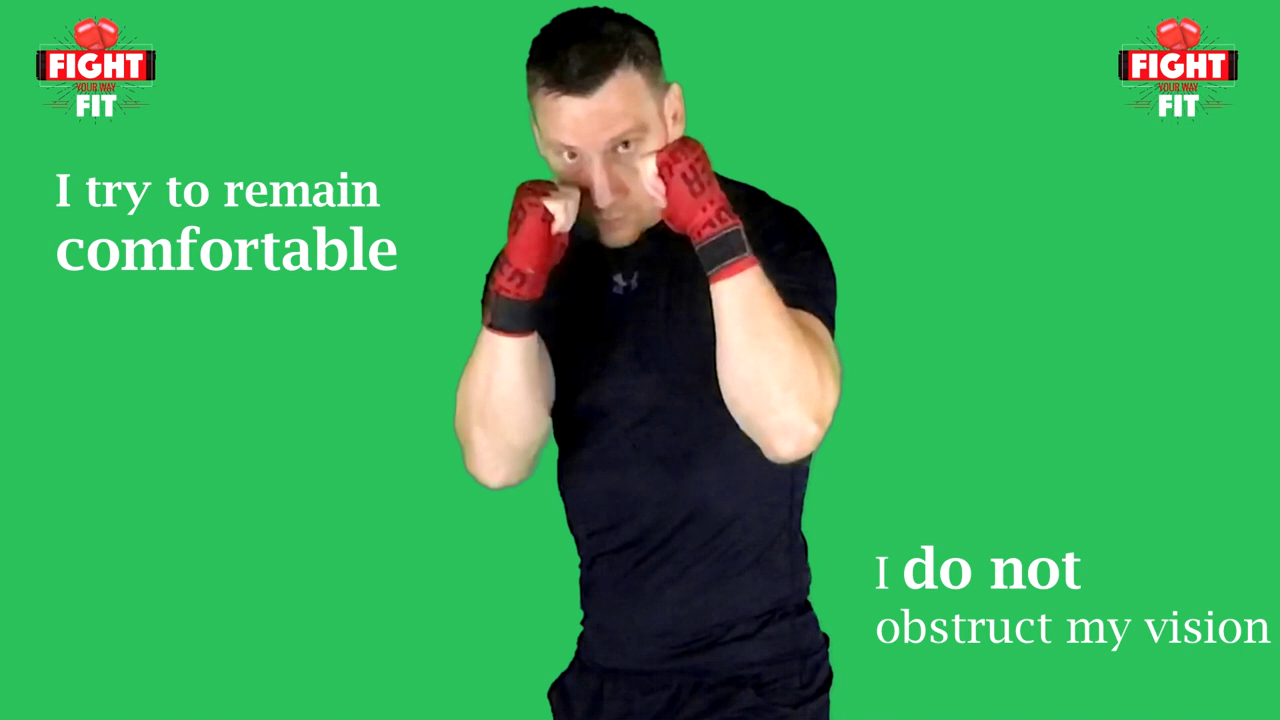 FIGHT
YOUR WAY
FIT
FIGHT
YOUR WAY
FIT
I try to remain
comfortable
I do not
obstruct my vision